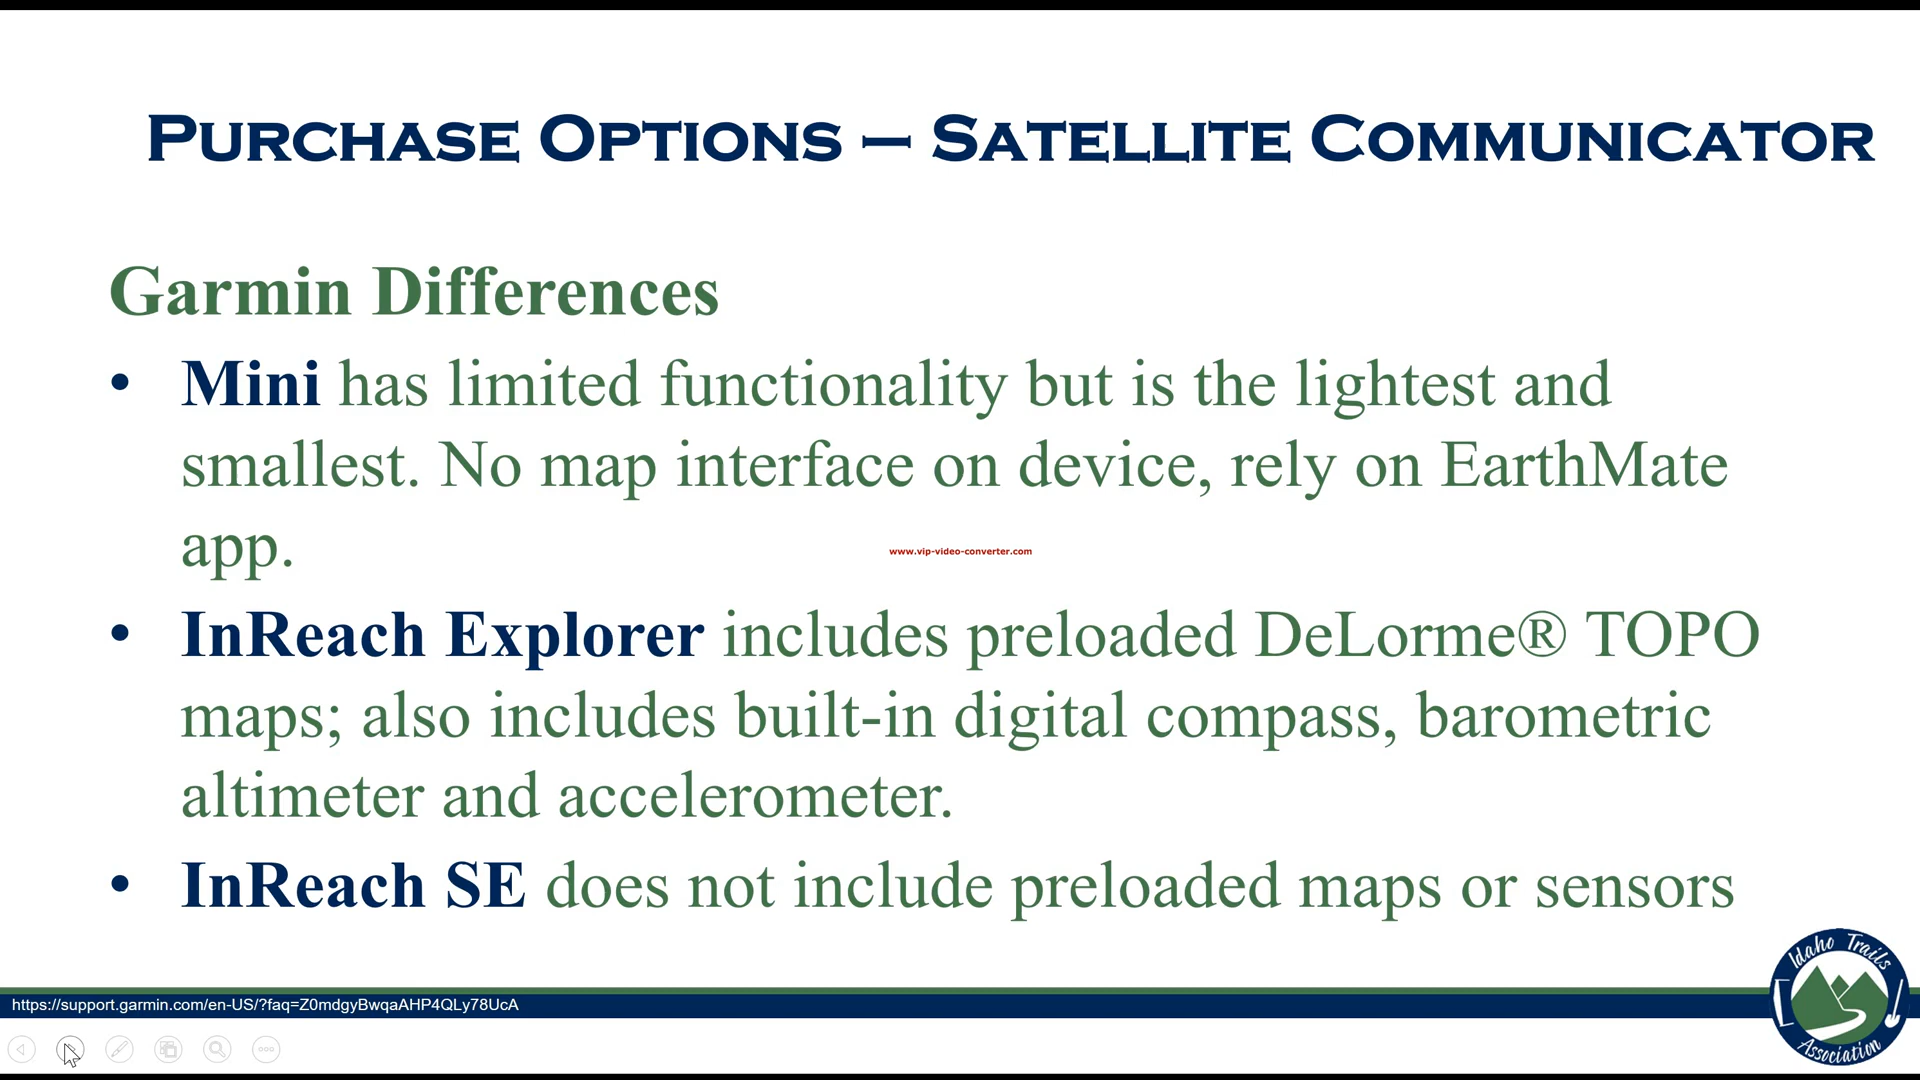 PURCHASE OPTIONS – SATELLITE COMMUNICATOR
Garmin Differences
• Mini has limited functionality but is the lightest and
smallest. No map interface on device, rely on EarthMate
app.
www.vip-video-converter.com
• InReach Explorer includes preloaded DeLorme® TOPO
maps; also includes built-in digital compass, barometric
altimeter and accelerometer.
• InReach SE does not include preloaded maps or sensors
Idaho Trails
Association
https://support.garmin.com/en-US/?faq=Z0mdgyBwqaAHP4QLy78UcA